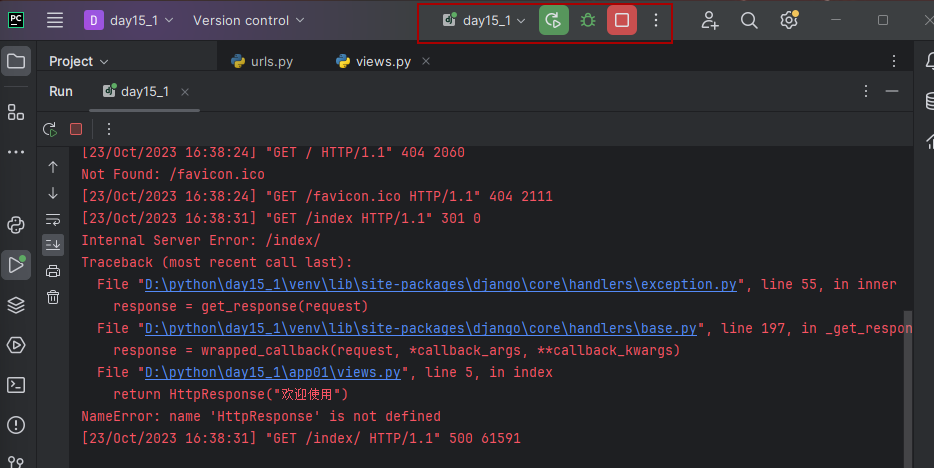 PC D day15_1 Version control day15_1
Project urls.py views.py
Run day15_1
[23/Oct/2023 16:38:24] "GET / HTTP/1.1" 404 2060
Not Found: /favicon.ico
[23/Oct/2023 16:38:24] "GET /favicon.ico HTTP/1.1" 404 2111
[23/Oct/2023 16:38:31] "GET /index HTTP/1.1" 301 0
Internal Server Error: /index/
Traceback (most recent call last):
File "D:\python\day15_1\venv\lib\site-packages\django\core\handlers\exception.py", line 55, in inner
response = get_response(request)
File "D:\python\day15_1\venv\lib\site-packages\django\core\handlers\base.py", line 197, in _get_respon
response = wrapped_callback(request, *callback_args, **callback_kwargs)
File "D:\python\day15_1\app01\views.py", line 5, in index
return HttpResponse("欢迎使用")
NameError: name 'HttpResponse' is not defined
[23/Oct/2023 16:38:31] "GET /index/ HTTP/1.1" 500 61591